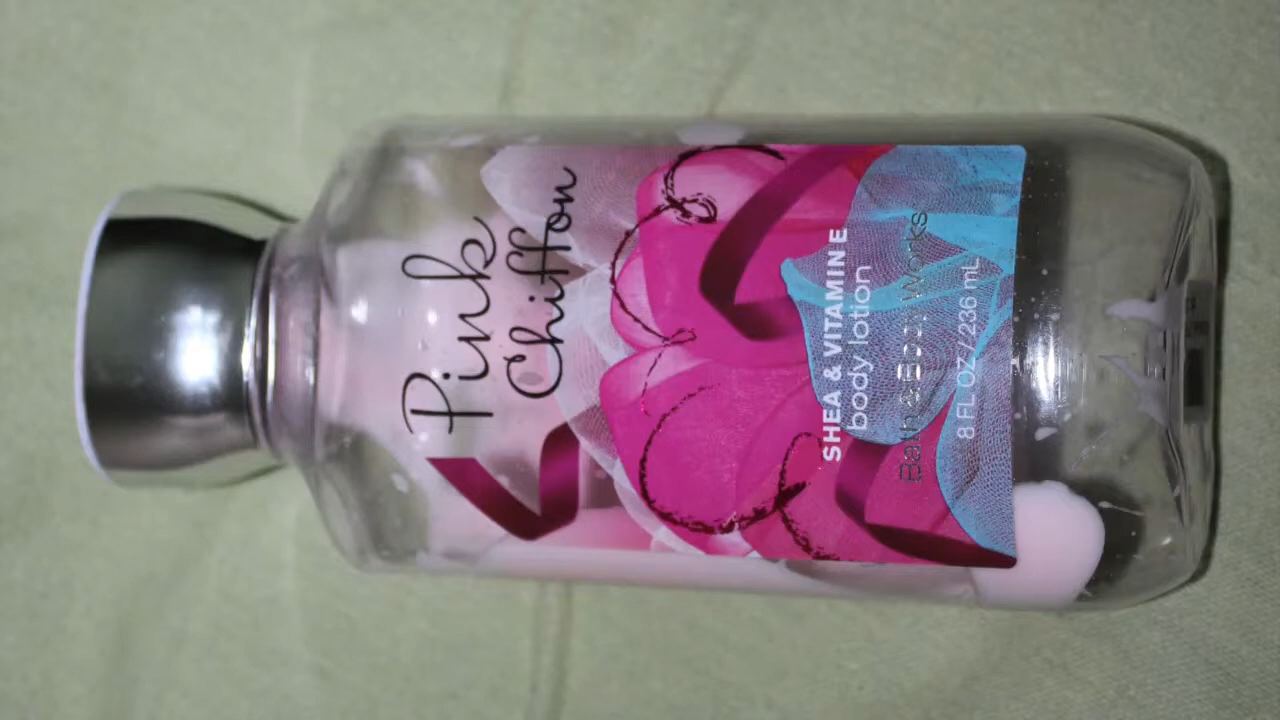 Pink
Chiffon
SHEA & VITAMIN E
body lotion
Bath & Body Works
8 FL OZ / 236 mL